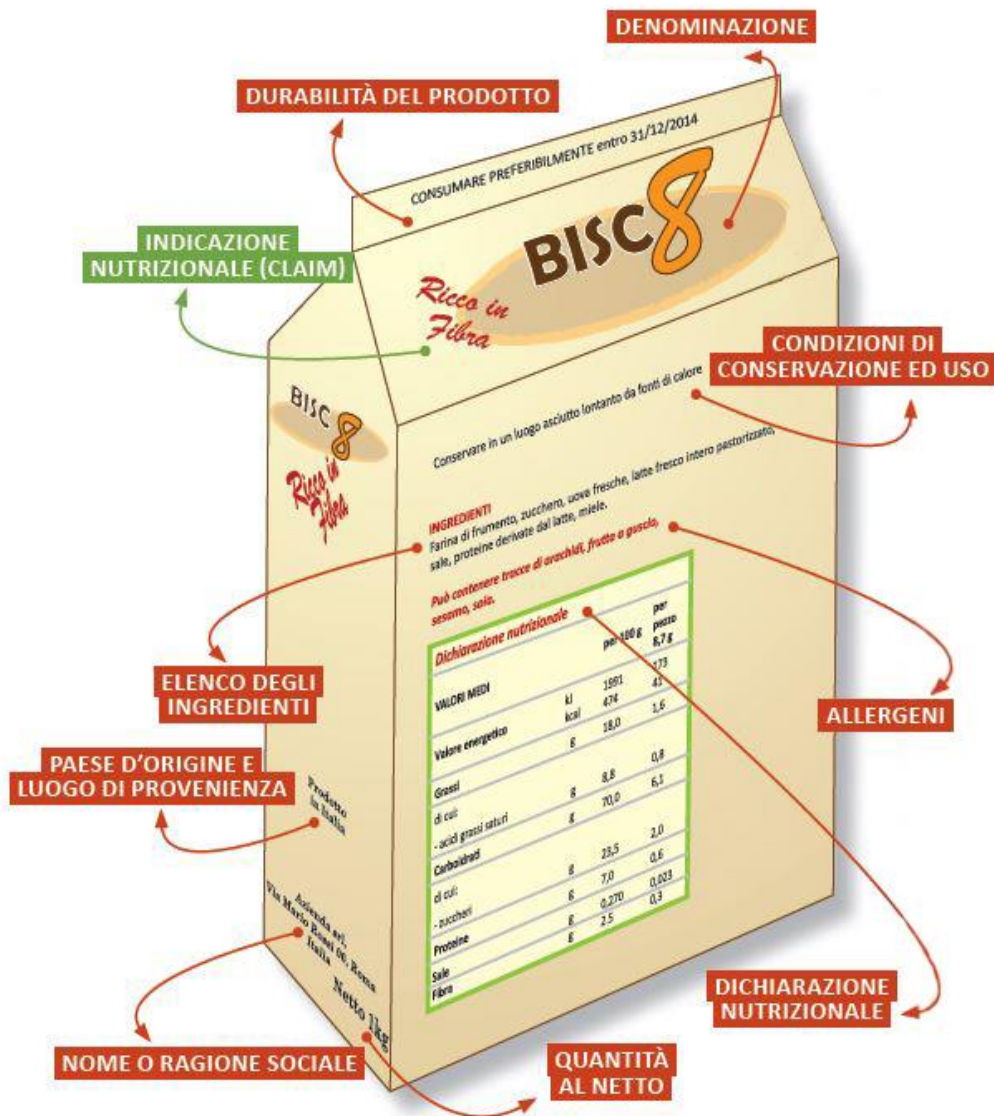 DENOMINAZIONE
DURABILITÀ DEL PRODOTTO
CONSUMARE PREFERIBILMENTE entro 31/12/2014
INDICAZIONE
NUTRIZIONALE (CLAIM)
BISC8
Ricco in
Fibra
CONDIZIONI DI
CONSERVAZIONE ED USO
Conservare in un luogo asciutto lontanto da fonti di calore
BISC8
Ricco in
Fibra
INGREDIENTI
Farina di frumento, zucchero, uova fresche, latte fresco intero pastorizzato,
sale, proteine derivate dal latte, miele.
Può contenere tracce di arachidi, frutta a guscio,
sesamo, soia.
ELENCO DEGLI
INGREDIENTI
ALLERGENI
Dichiarazione nutrizionale
VALORI MEDI per 100 g per pezzo 8,7 g
Valore energetico kJ 1991 173
kcal 474 41
Grassi g 18,0 1,6
di cui:
- acidi grassi saturi g 8,8 0,8
Carboidrati g 70,0 6,1
di cui:
- zuccheri g 23,5 2,0
Proteine g 7,0 0,6
Sale g 0,270 0,023
Fibra g 2.5 0,3
PAESE D'ORIGINE E
LUOGO DI PROVENIENZA
Prodotto
in Italia
Azienda srl,
Via Mario Rossi 00, Roma
Italia
Netto 1kg
DICHIARAZIONE
NUTRIZIONALE
NOME O RAGIONE SOCIALE
QUANTITÀ
AL NETTO